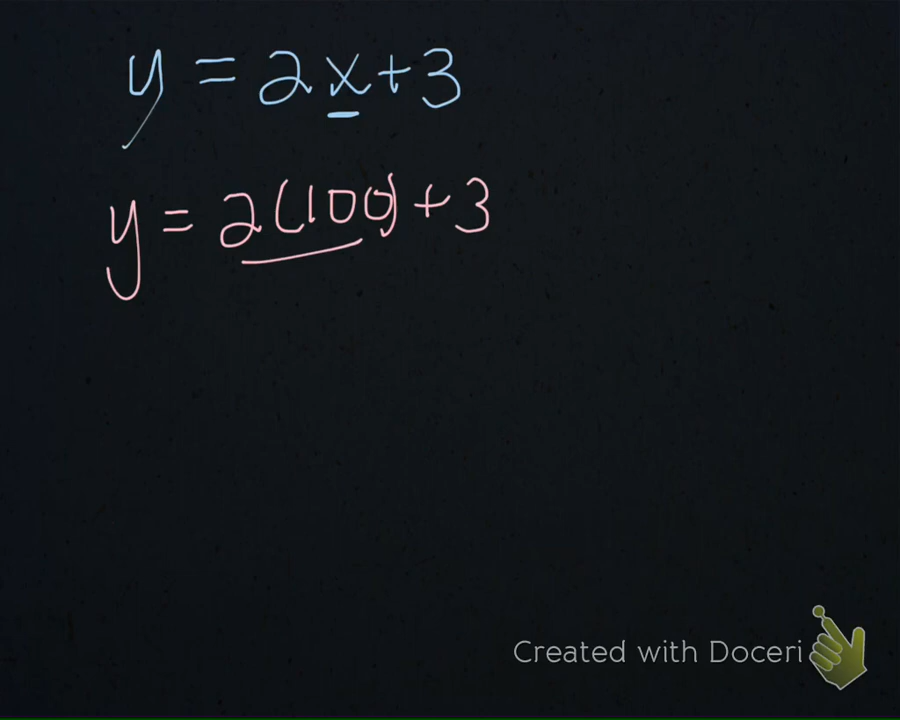 y = 2x+3
y = 2(100)+3
Created with Doceri